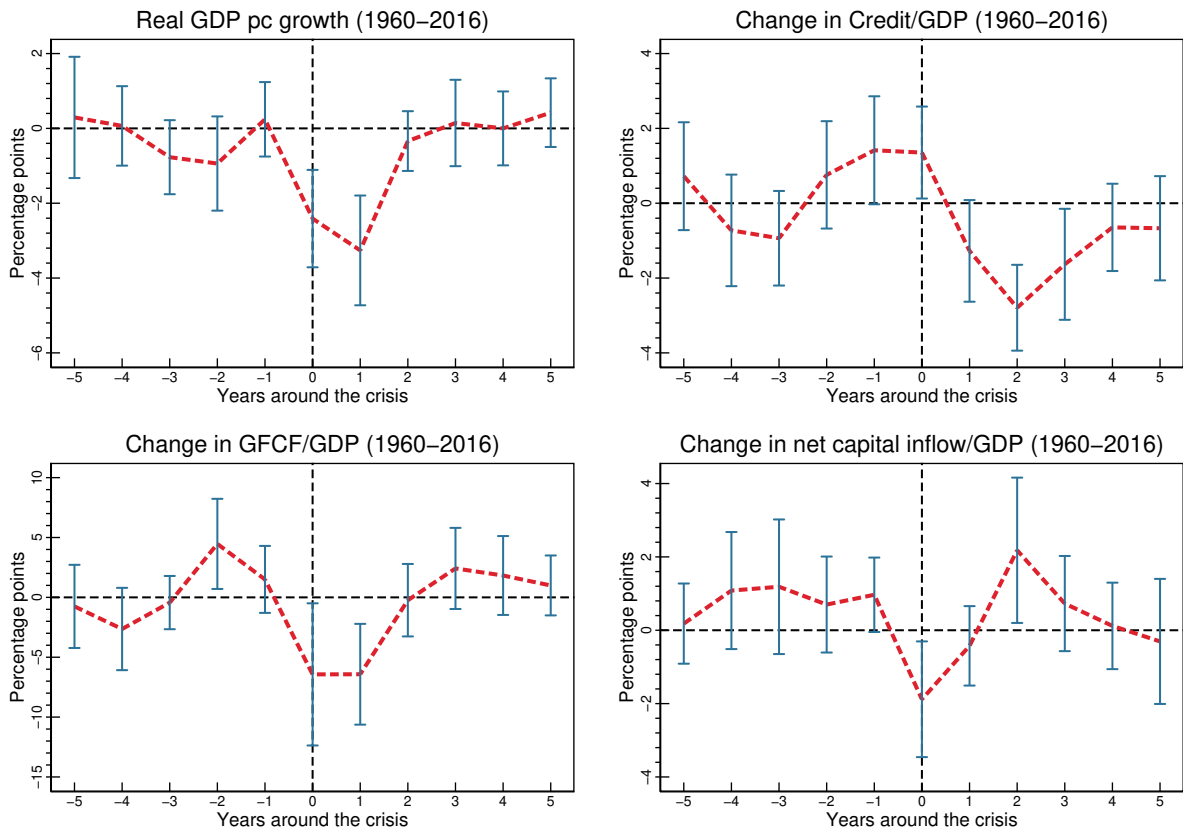 Real GDP pc growth (1960−2016)
Percentage points
2
0
−2
−4
−6
−5 −4 −3 −2 −1 0 1 2 3 4 5
Years around the crisis
Change in Credit/GDP (1960−2016)
Percentage points
4
2
0
−2
−4
−5 −4 −3 −2 −1 0 1 2 3 4 5
Years around the crisis
Change in GFCF/GDP (1960−2016)
Percentage points
10
5
0
−5
−10
−15
−5 −4 −3 −2 −1 0 1 2 3 4 5
Years around the crisis
Change in net capital inflow/GDP (1960−2016)
Percentage points
4
2
0
−2
−4
−5 −4 −3 −2 −1 0 1 2 3 4 5
Years around the crisis